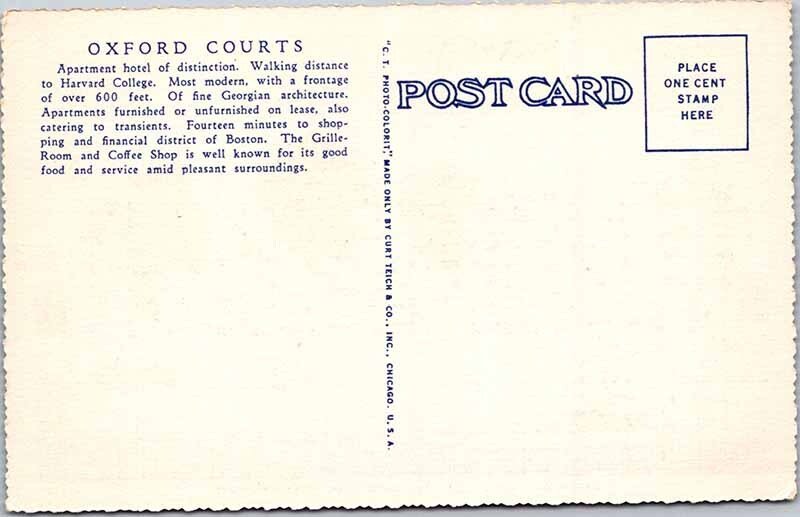 OXFORD COURTS
Apartment hotel of distinction. Walking distance
to Harvard College. Most modern, with a frontage
of over 600 feet. Of fine Georgian architecture.
Apartments furnished or unfurnished on lease, also
catering to transients. Fourteen minutes to shop-
ping and financial district of Boston. The Grille-
Room and Coffee Shop is well known for its good
food and service amid pleasant surroundings.
"C. T. PHOTO-COLORIT," MADE ONLY BY CURT TEICH & CO., INC., CHICAGO, U. S. A.
POST CARD
PLACE
ONE CENT
STAMP
HERE